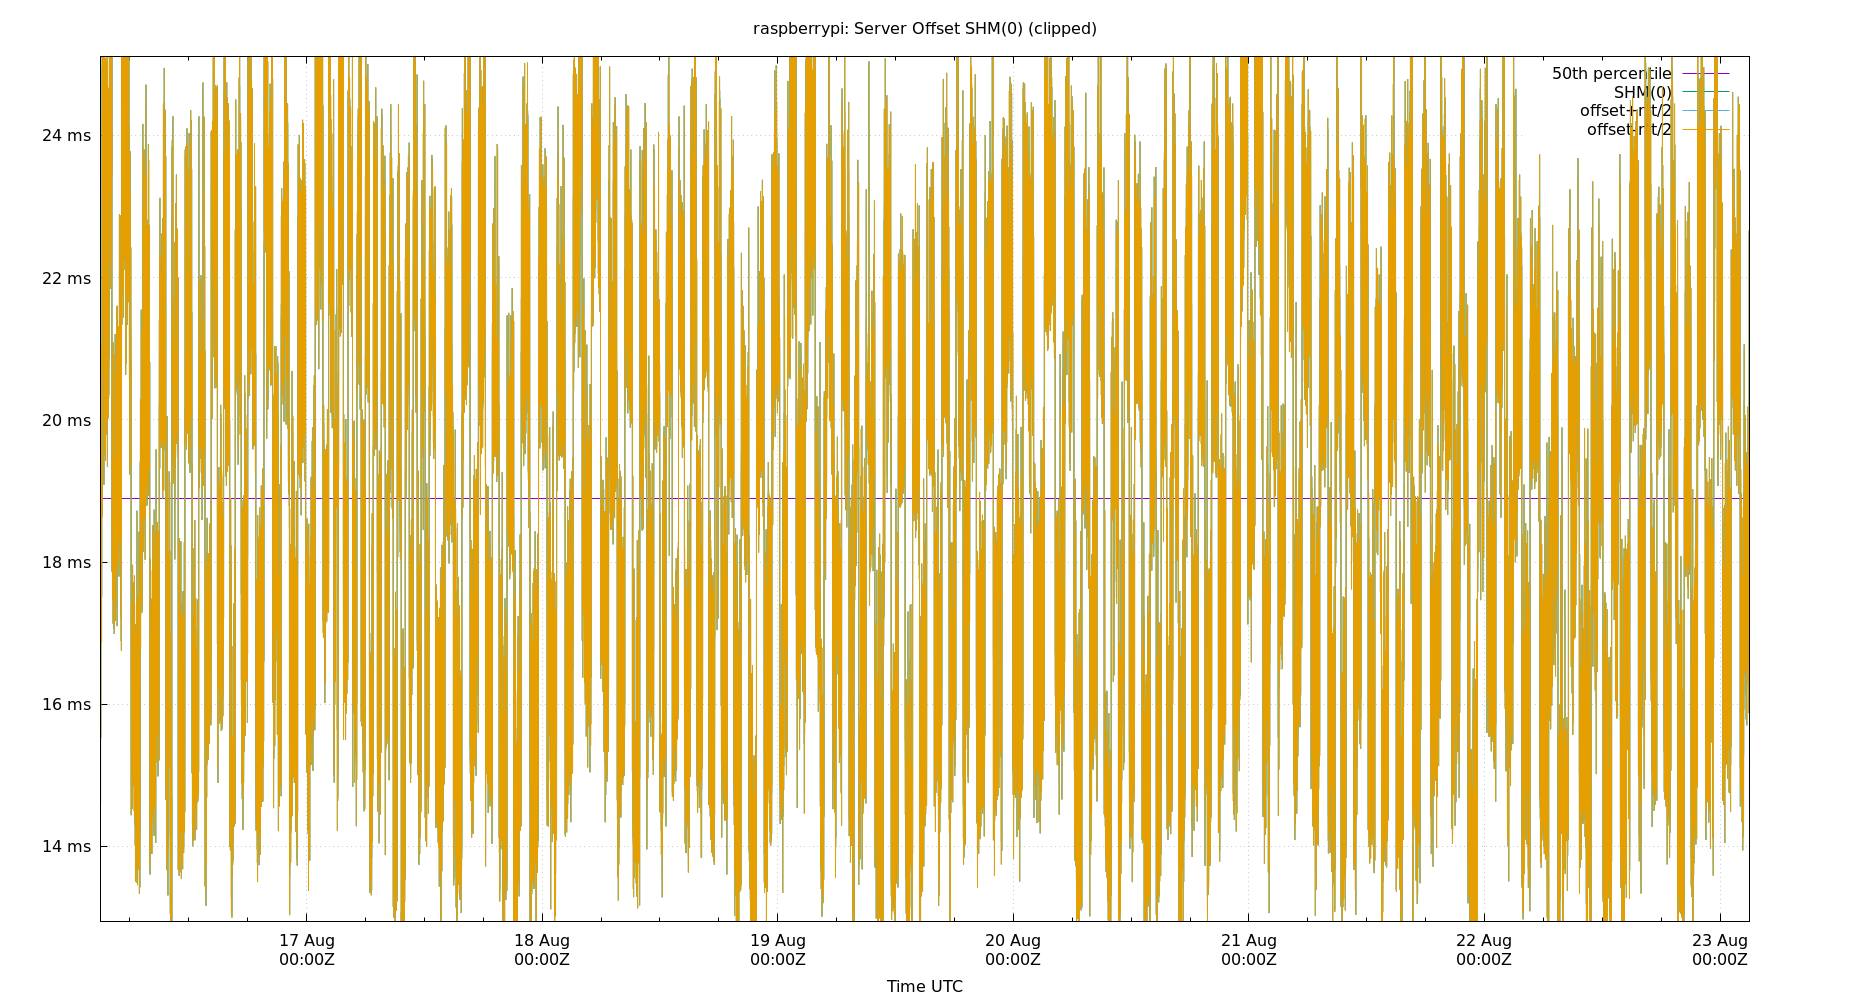 raspberrypi: Server Offset SHM(0) (clipped)
50th percentile
SHM(0)
offset+rtt/2
offset-rtt/2
24 ms
22 ms
20 ms
18 ms
16 ms
14 ms
17 Aug
00:00Z
18 Aug
00:00Z
19 Aug
00:00Z
20 Aug
00:00Z
21 Aug
00:00Z
22 Aug
00:00Z
23 Aug
00:00Z
Time UTC